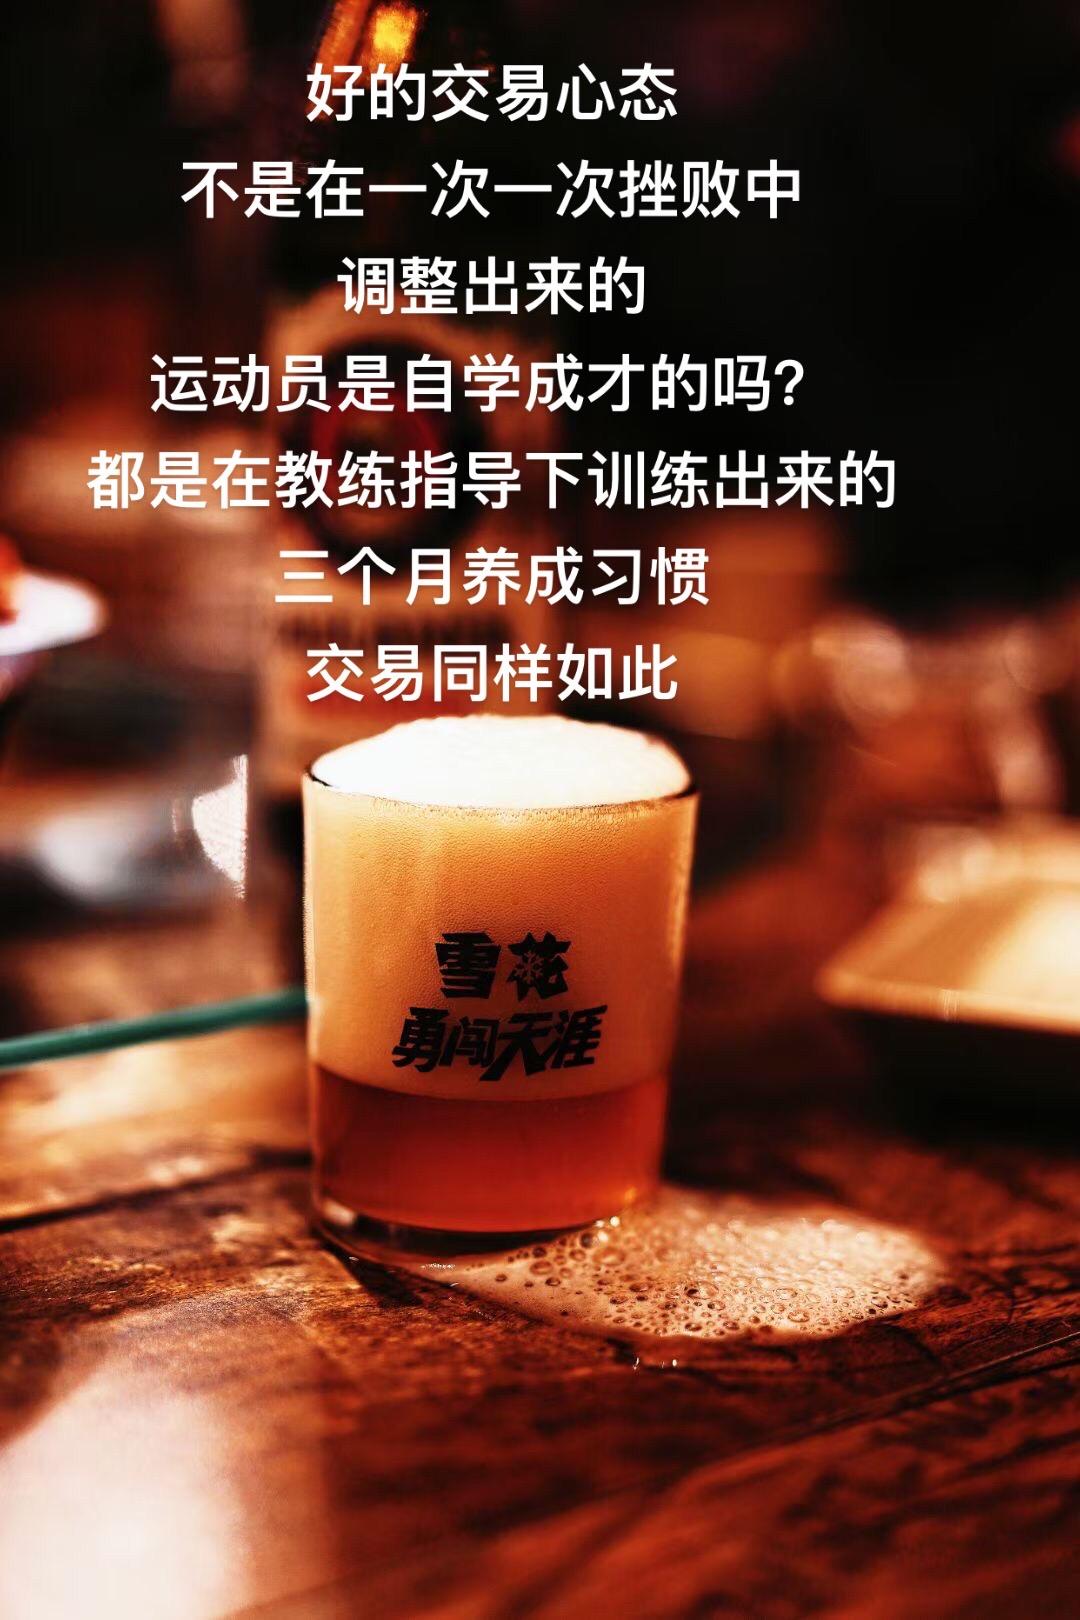 好的交易心态
不是在一次一次挫败中
调整出来的
运动员是自学成才的吗?
都是在教练指导下训练出来的
三个月养成习惯
交易同样如此
雪花
勇闯天涯